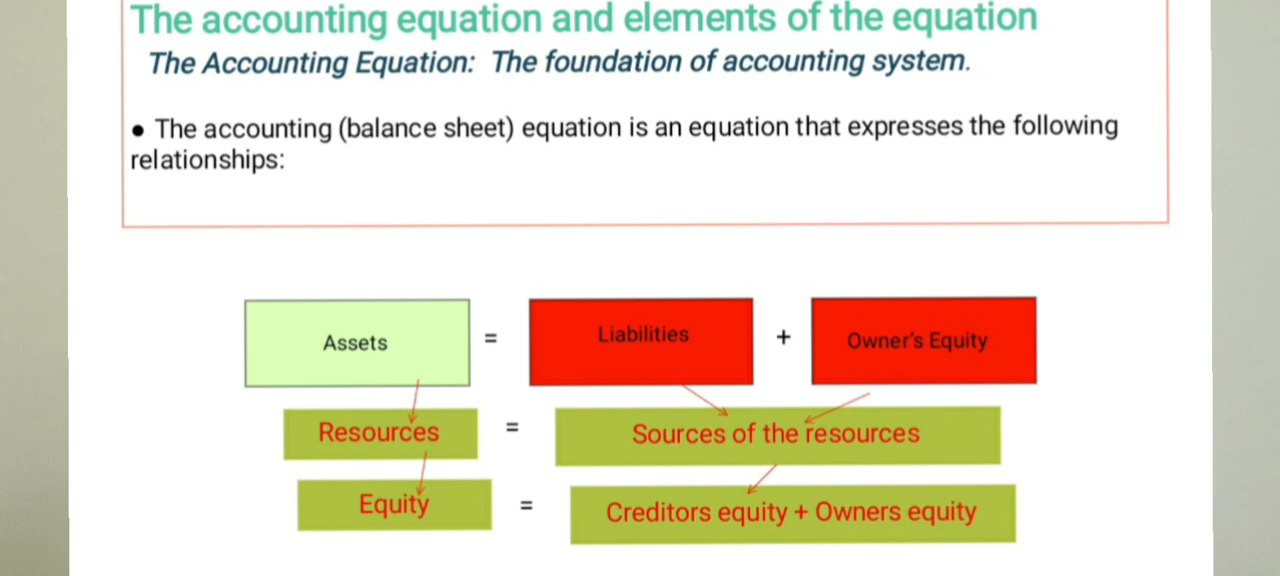 The accounting equation and elements of the equation
The Accounting Equation: The foundation of accounting system.
● The accounting (balance sheet) equation is an equation that expresses the following
relationships:
Assets = Liabilities + Owner's Equity
Resources = Sources of the resources
Equity = Creditors equity + Owners equity